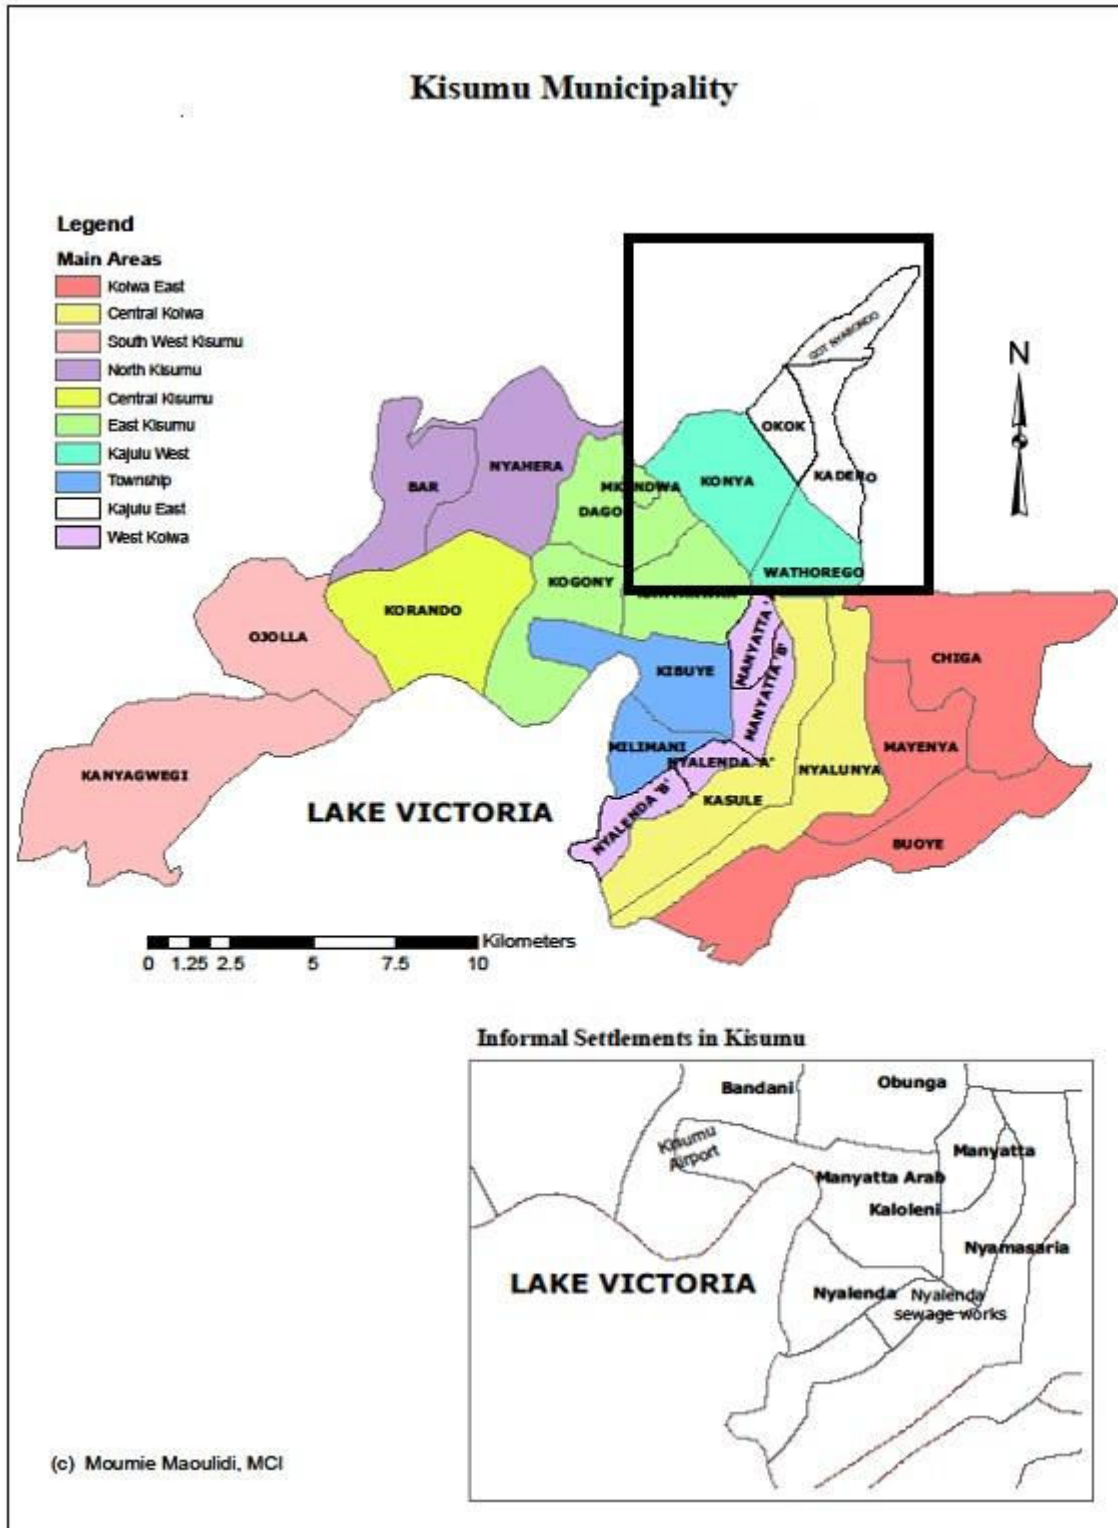 Kisumu Municipality
Legend
Main Areas
Kolwa East
Central Kolwa
South West Kisumu
North Kisumu
Central Kisumu
East Kisumu
Kajulu West
Township
Kajulu East
West Kolwa
N
GOT NYABONDO
OKOK
KADERO
KONYA
WATHOREGO
NYAHERA
BAR
MKENDWA
DAGO
KOGONY
KORANDO
OJOLLA
KANYAGWEGI
KIBUYE
MANYATTA
MANYATTA 'B'
MILIMANI
NYALENDA 'A'
NYALENDA 'B'
KASULE
NYALUNYA
CHIGA
MAYENYA
BUOYE
LAKE VICTORIA
Kilometers
0 1.25 2.5 5 7.5 10
Informal Settlements in Kisumu
Bandani
Obunga
Kisumu
Airport
Manyatta
Manyatta Arab
Kaloleni
Nyamasaria
LAKE VICTORIA
Nyalenda
Nyalenda
sewage works
(c) Moumie Maoulidi, MCI